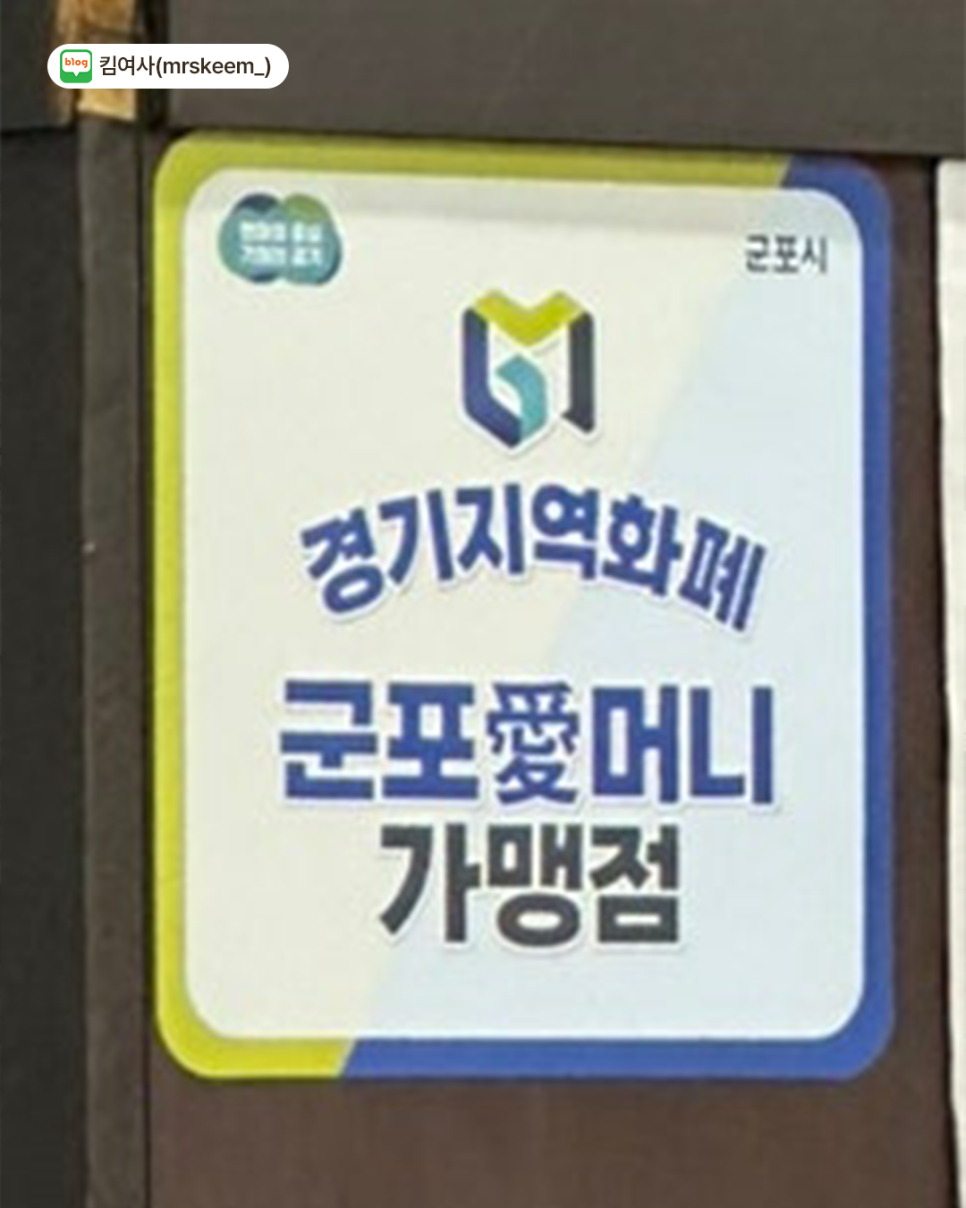 blog 킴여사(mrskeem_)
군포시
경기지역화폐
군포愛머니
가맹점